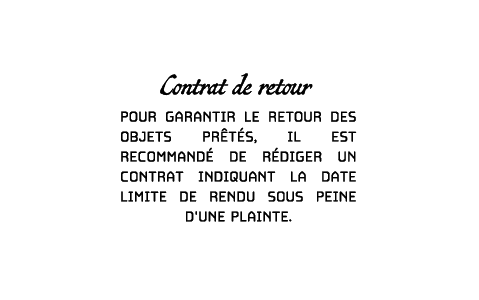 Contrat de retour
POUR GARANTIR LE RETOUR DES
OBJETS PRÊTÉS, IL EST
RECOMMANDÉ DE RÉDIGER UN
CONTRAT INDIQUANT LA DATE
LIMITE DE RENDU SOUS PEINE
D'UNE PLAINTE.